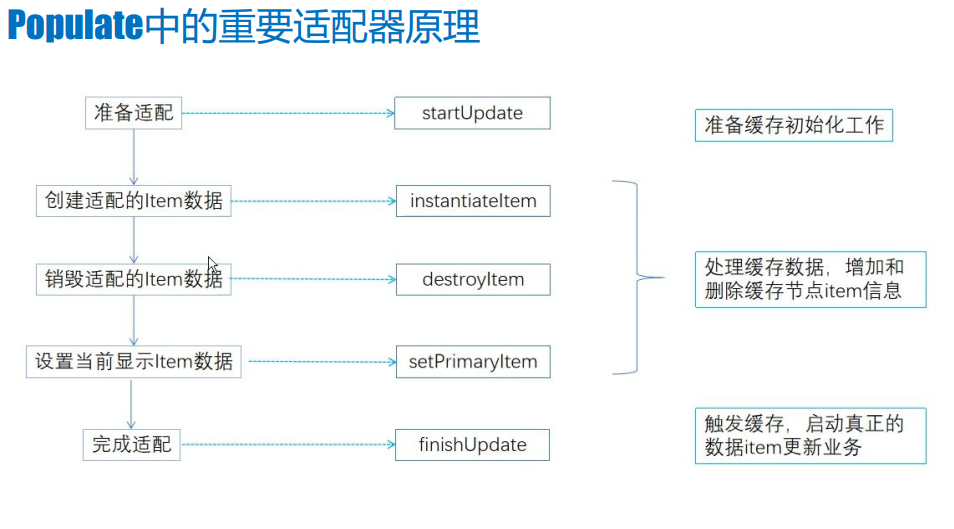 Populate中的重要适配器原理
准备适配
startUpdate
准备缓存初始化工作
创建适配的Item数据
instantiateItem
销毁适配的Item数据
destroyItem
处理缓存数据，增加和
删除缓存节点item信息
设置当前显示Item数据
setPrimaryItem
完成适配
finishUpdate
触发缓存，启动真正的
数据item更新业务